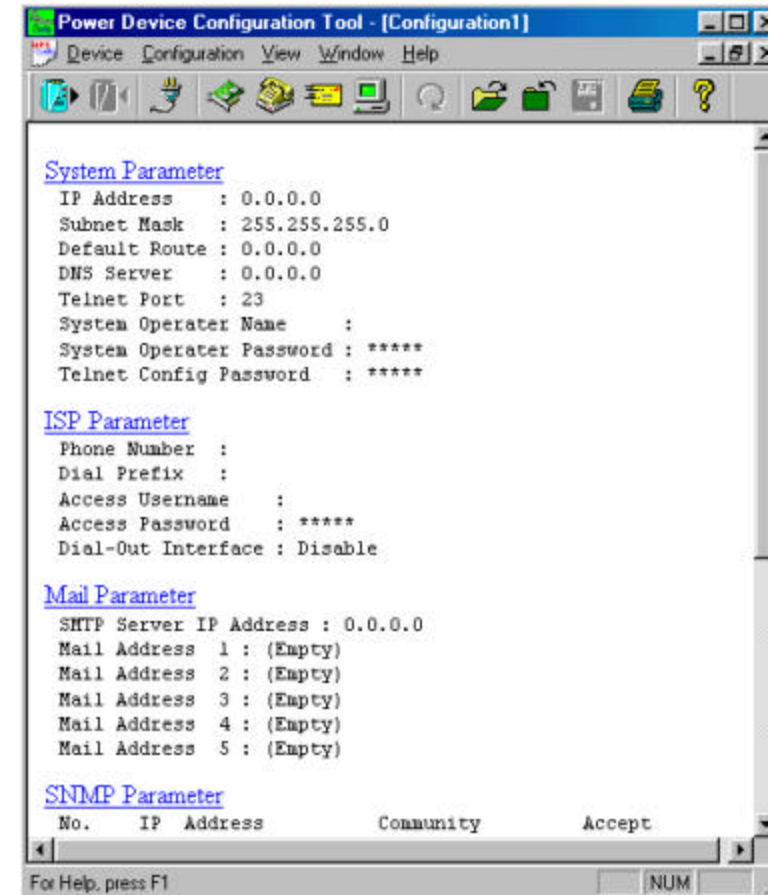 Power Device Configuration Tool - [Configuration1]
Device Configuration View Window Help
System Parameter
IP Address : 0.0.0.0
Subnet Mask : 255.255.255.0
Default Route : 0.0.0.0
DNS Server : 0.0.0.0
Telnet Port : 23
System Operater Name :
System Operater Password : *****
Telnet Config Password : *****
ISP Parameter
Phone Number :
Dial Prefix :
Access Username :
Access Password : *****
Dial-Out Interface : Disable
Mail Parameter
SMTP Server IP Address : 0.0.0.0
Mail Address 1 : (Empty)
Mail Address 2 : (Empty)
Mail Address 3 : (Empty)
Mail Address 4 : (Empty)
Mail Address 5 : (Empty)
SNMP Parameter
No. IP Address Community Accept
For Help, press F1 NUM